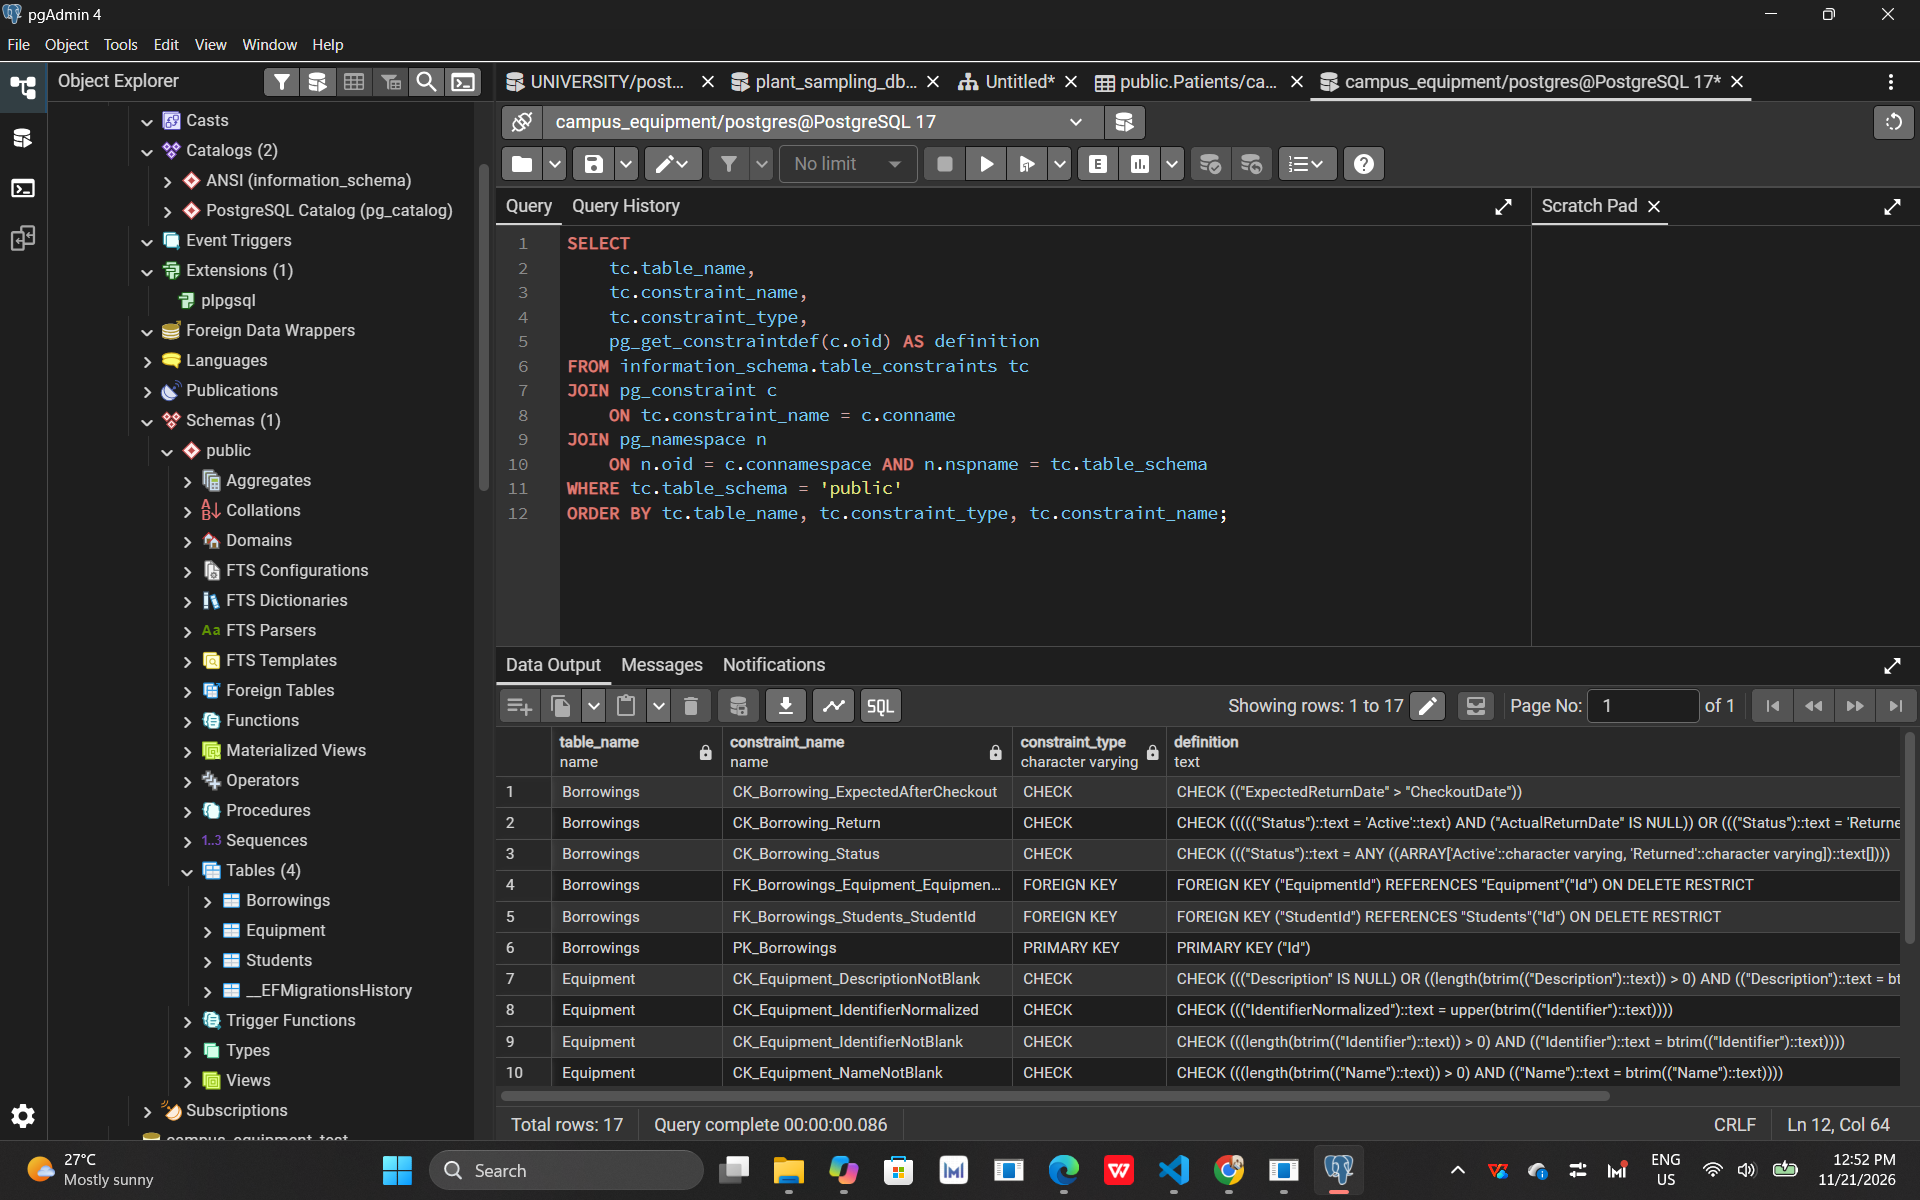 pgAdmin 4
File Object Tools Edit View Window Help
Object Explorer
UNIVERSITY/post...
plant_sampling_db...
Untitled*
public.Patients/ca...
campus_equipment/postgres@PostgreSQL 17*
Casts
Catalogs (2)
ANSI (information_schema)
PostgreSQL Catalog (pg_catalog)
Event Triggers
Extensions (1)
plpgsql
Foreign Data Wrappers
Languages
Publications
Schemas (1)
public
Aggregates
Collations
Domains
FTS Configurations
FTS Dictionaries
Aa FTS Parsers
FTS Templates
Foreign Tables
Functions
Materialized Views
Operators
Procedures
1..3 Sequences
Tables (4)
Borrowings
Equipment
Students
__EFMigrationsHistory
Trigger Functions
Types
Views
Subscriptions
campus_equipment/postgres@PostgreSQL 17
No limit
E
Query Query History
Scratch Pad
1 SELECT
2 tc.table_name,
3 tc.constraint_name,
4 tc.constraint_type,
5 pg_get_constraintdef(c.oid) AS definition
6 FROM information_schema.table_constraints tc
7 JOIN pg_constraint c
8 ON tc.constraint_name = c.conname
9 JOIN pg_namespace n
10 ON n.oid = c.connamespace AND n.nspname = tc.table_schema
11 WHERE tc.table_schema = 'public'
12 ORDER BY tc.table_name, tc.constraint_type, tc.constraint_name;
Data Output Messages Notifications
SQL
Showing rows: 1 to 17
Page No: 1 of 1
table_name constraint_name constraint_type definition
name name character varying text
1 Borrowings CK_Borrowing_ExpectedAfterCheckout CHECK CHECK (("ExpectedReturnDate" > "CheckoutDate"))
2 Borrowings CK_Borrowing_Return CHECK CHECK ((((("Status")::text = 'Active'::text) AND ("ActualReturnDate" IS NULL)) OR ((("Status")::text = 'Returne
3 Borrowings CK_Borrowing_Status CHECK CHECK ((("Status")::text = ANY ((ARRAY['Active'::character varying, 'Returned'::character varying])::text[])))
4 Borrowings FK_Borrowings_Equipment_Equipmen... FOREIGN KEY FOREIGN KEY ("EquipmentId") REFERENCES "Equipment"("Id") ON DELETE RESTRICT
5 Borrowings FK_Borrowings_Students_StudentId FOREIGN KEY FOREIGN KEY ("StudentId") REFERENCES "Students"("Id") ON DELETE RESTRICT
6 Borrowings PK_Borrowings PRIMARY KEY PRIMARY KEY ("Id")
7 Equipment CK_Equipment_DescriptionNotBlank CHECK CHECK ((("Description" IS NULL) OR ((length(btrim(("Description")::text)) > 0) AND (("Description")::text = bt
8 Equipment CK_Equipment_IdentifierNormalized CHECK CHECK ((("IdentifierNormalized")::text = upper(btrim(("Identifier")::text))))
9 Equipment CK_Equipment_IdentifierNotBlank CHECK CHECK (((length(btrim(("Identifier")::text)) > 0) AND (("Identifier")::text = btrim(("Identifier")::text))))
10 Equipment CK_Equipment_NameNotBlank CHECK CHECK (((length(btrim(("Name")::text)) > 0) AND (("Name")::text = btrim(("Name")::text))))
Total rows: 17 Query complete 00:00:00.086 CRLF Ln 12, Col 64
27°C
Mostly sunny
Search
ENG
US
12:52 PM
11/21/2026